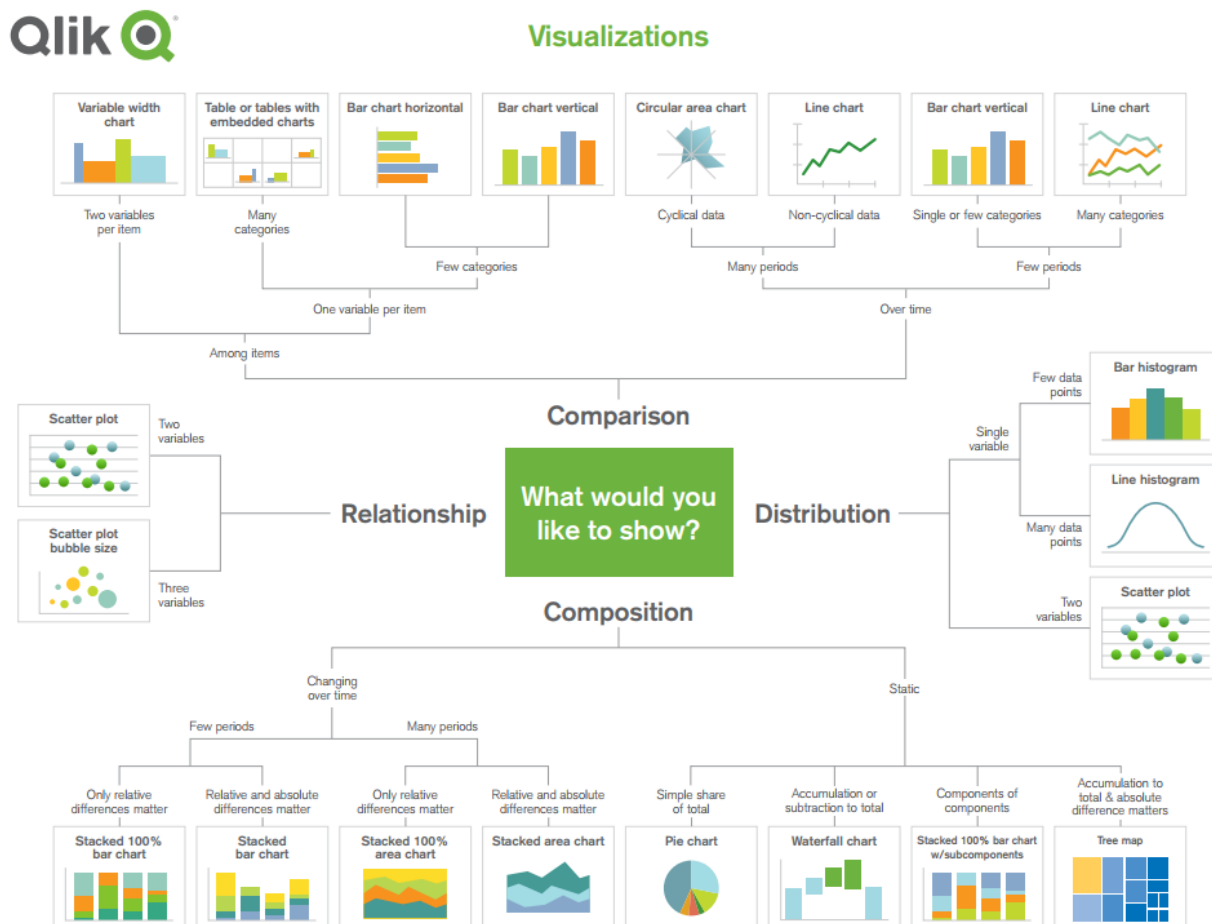 Qlik
Visualizations
Variable width
chart
Table or tables with
embedded charts
Bar chart horizontal
Bar chart vertical
Circular area chart
Line chart
Bar chart vertical
Line chart
Two variables
per item
Many
categories
Cyclical data
Non-cyclical data
Single or few categories
Many categories
Few categories
Many periods
Few periods
One variable per item
Over time
Among items
Comparison
What would you
like to show?
Relationship
Two
variables
Scatter plot
Three
variables
Scatter plot
bubble size
Distribution
Single
variable
Few data
points
Bar histogram
Many data
points
Line histogram
Two
variables
Scatter plot
Composition
Changing
over time
Static
Few periods
Many periods
Only relative
differences matter
Relative and absolute
differences matter
Only relative
differences matter
Relative and absolute
differences matter
Simple share
of total
Accumulation or
subtraction to total
Components of
components
Accumulation to
total & absolute
difference matters
Stacked 100%
bar chart
Stacked
bar chart
Stacked 100%
area chart
Stacked area chart
Pie chart
Waterfall chart
Stacked 100% bar chart
w/subcomponents
Tree map